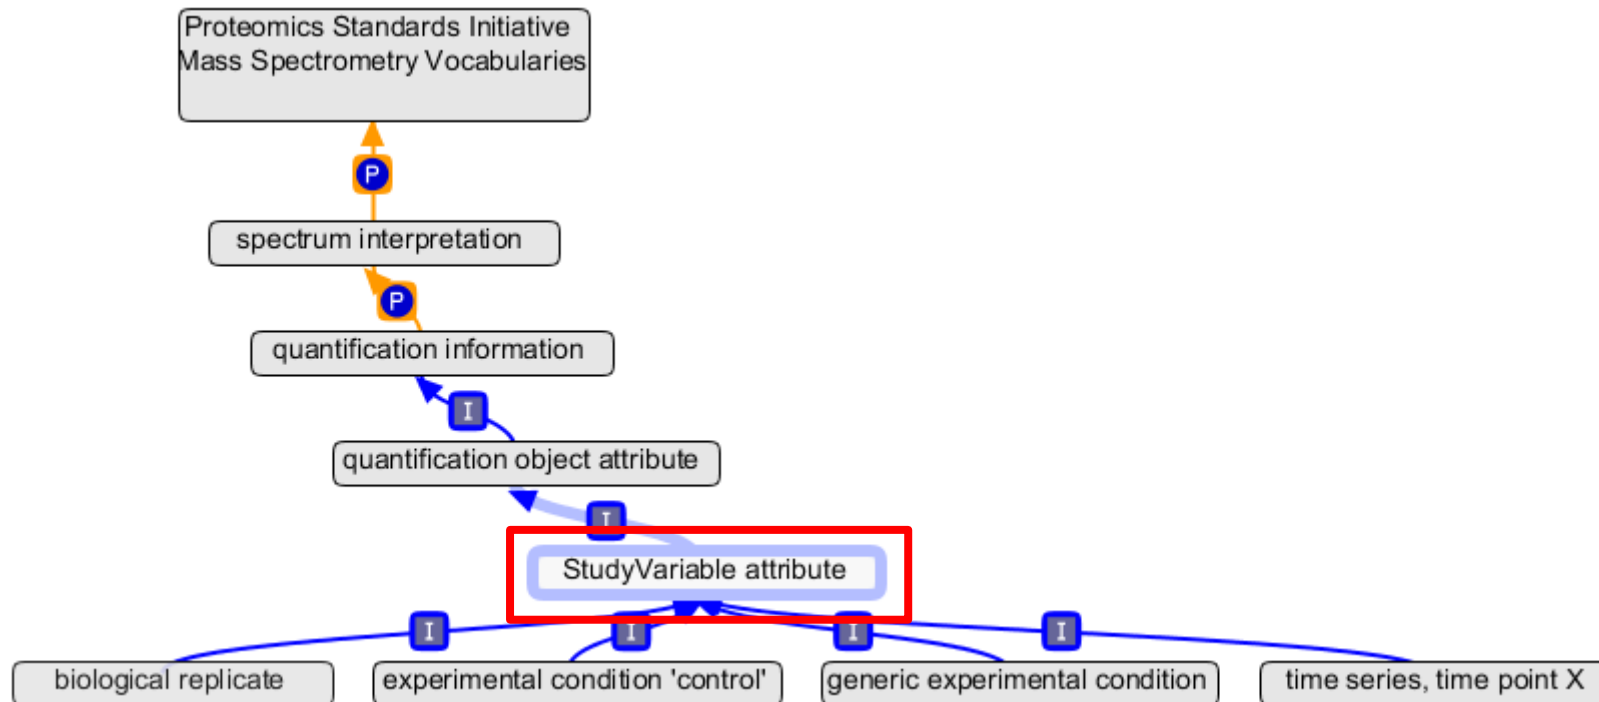 Proteomics Standards Initiative
Mass Spectrometry Vocabularies
P
spectrum interpretation
P
quantification information
I
quantification object attribute
I
StudyVariable attribute
I
I
I
I
biological replicate
experimental condition 'control'
generic experimental condition
time series, time point X